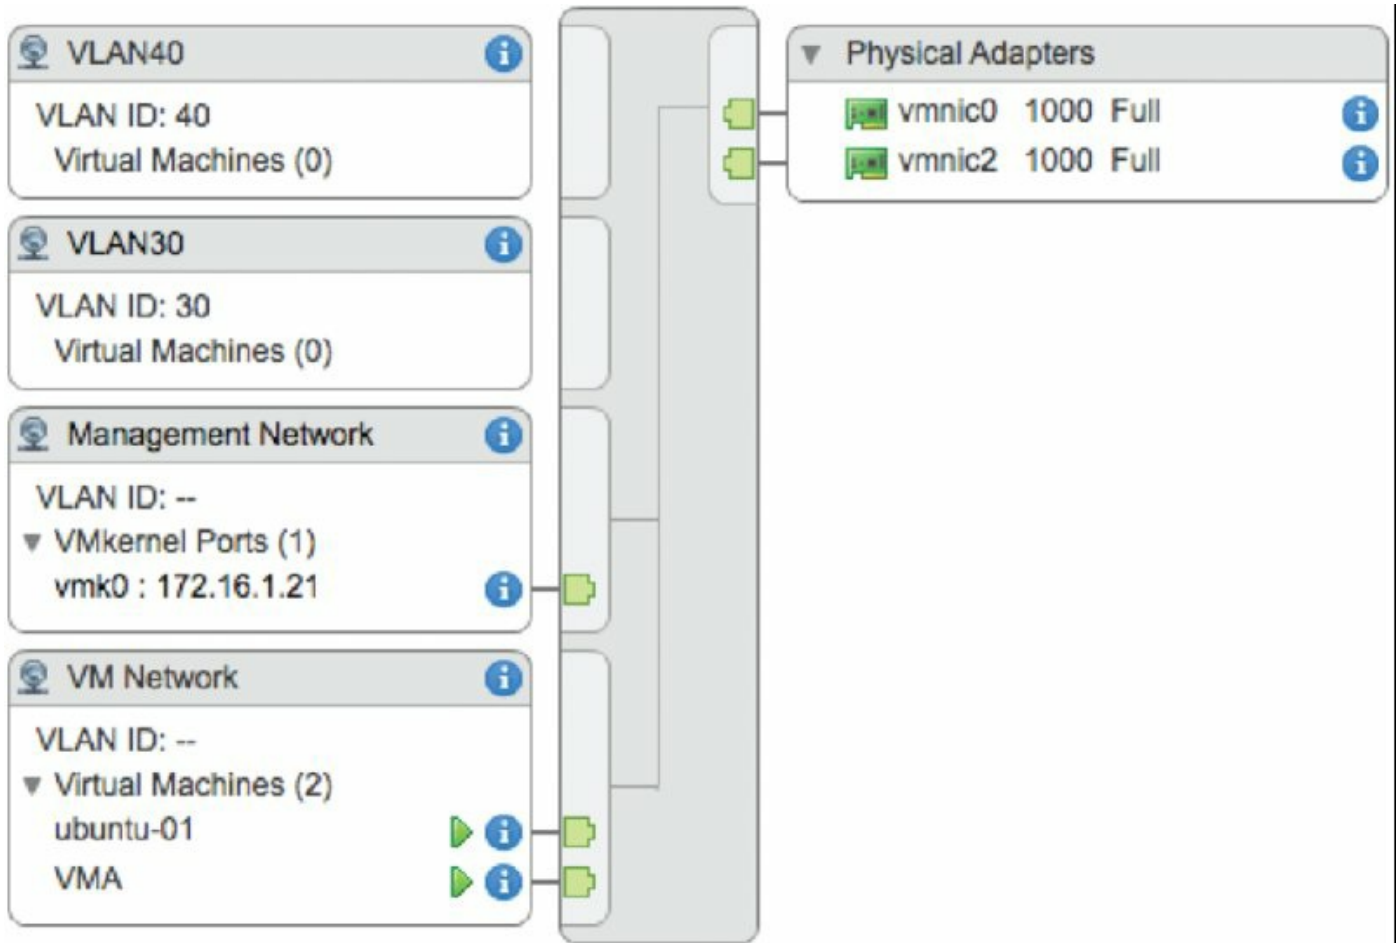 VLAN40
VLAN ID: 40
Virtual Machines (0)
VLAN30
VLAN ID: 30
Virtual Machines (0)
Management Network
VLAN ID: --
VMkernel Ports (1)
vmk0 : 172.16.1.21
VM Network
VLAN ID: --
Virtual Machines (2)
ubuntu-01
VMA
Physical Adapters
vmnic0 1000 Full
vmnic2 1000 Full